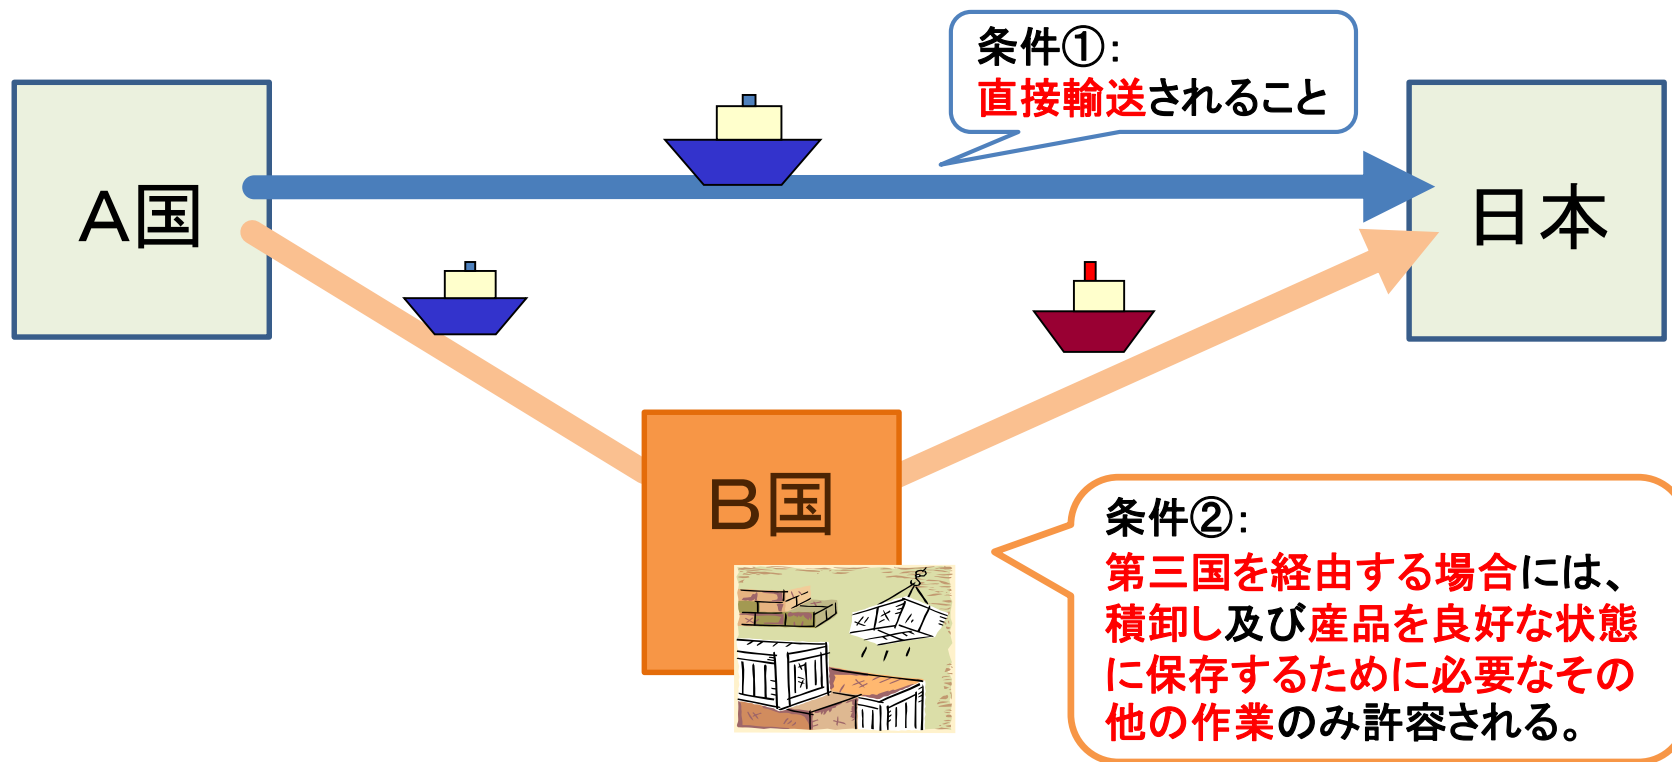 条件①：
直接輸送されること
A国
日本
B国
条件②：
第三国を経由する場合には、
積卸し及び産品を良好な状態
に保存するために必要なその
他の作業のみ許容される。